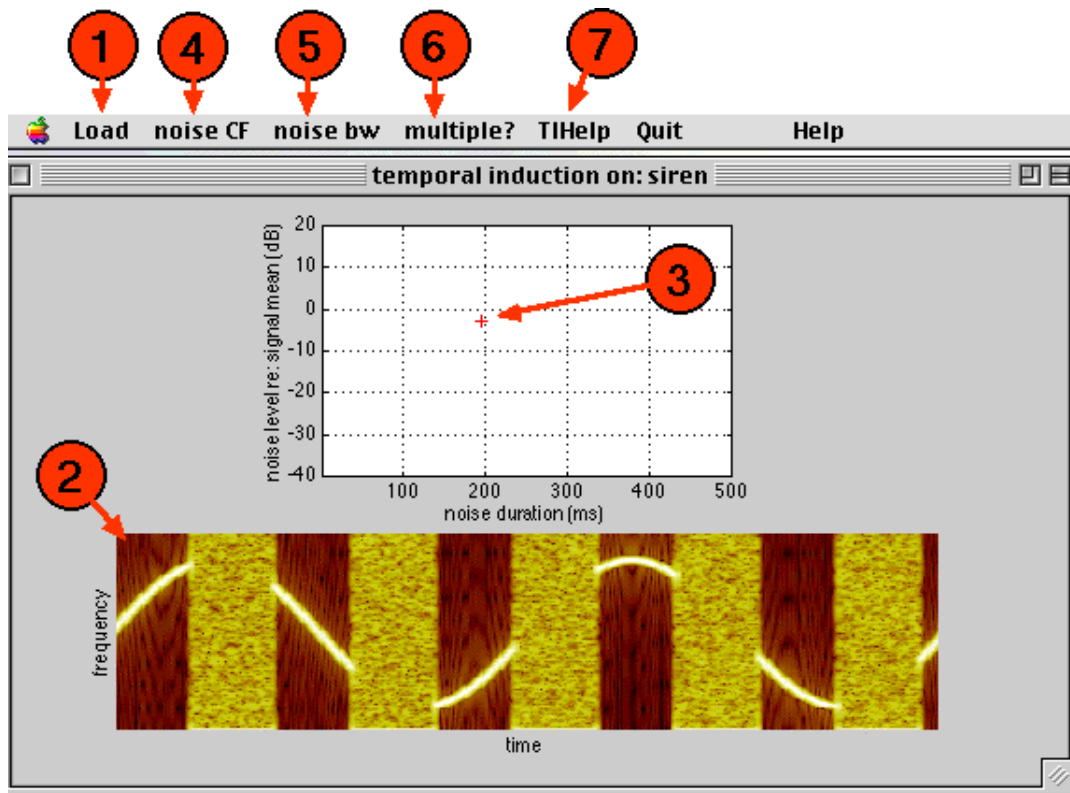 1 4 5 6 7
Load noise CF noise bw multiple? TIHelp Quit Help
temporal induction on: siren
noise level re: signal mean (dB)
20
10
0
-10
-20
-30
-40
3
100 200 300 400 500
noise duration (ms)
2
frequency
time